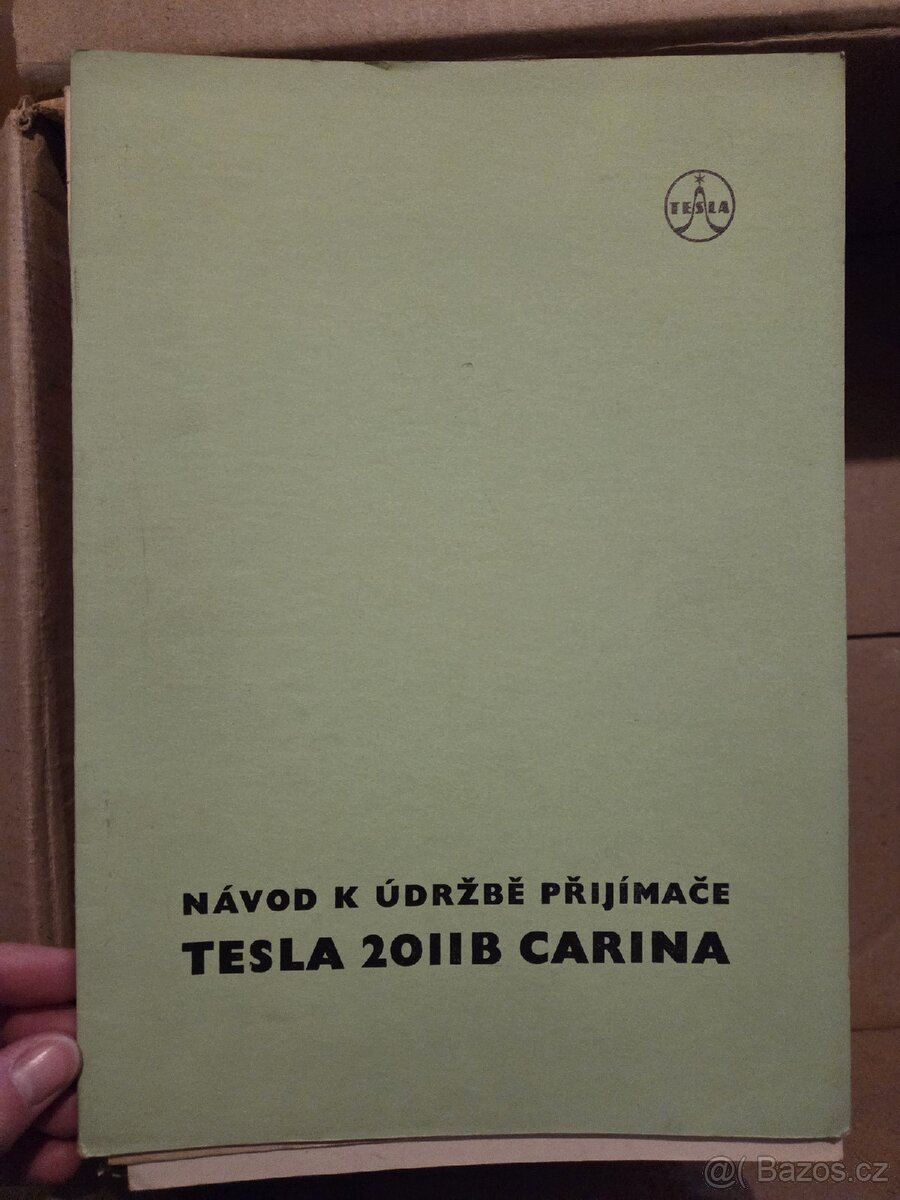 TESLA
NÁVOD K ÚDRŽBĚ PŘIJÍMAČE
TESLA 2011B CARINA
@( Bazos.cz